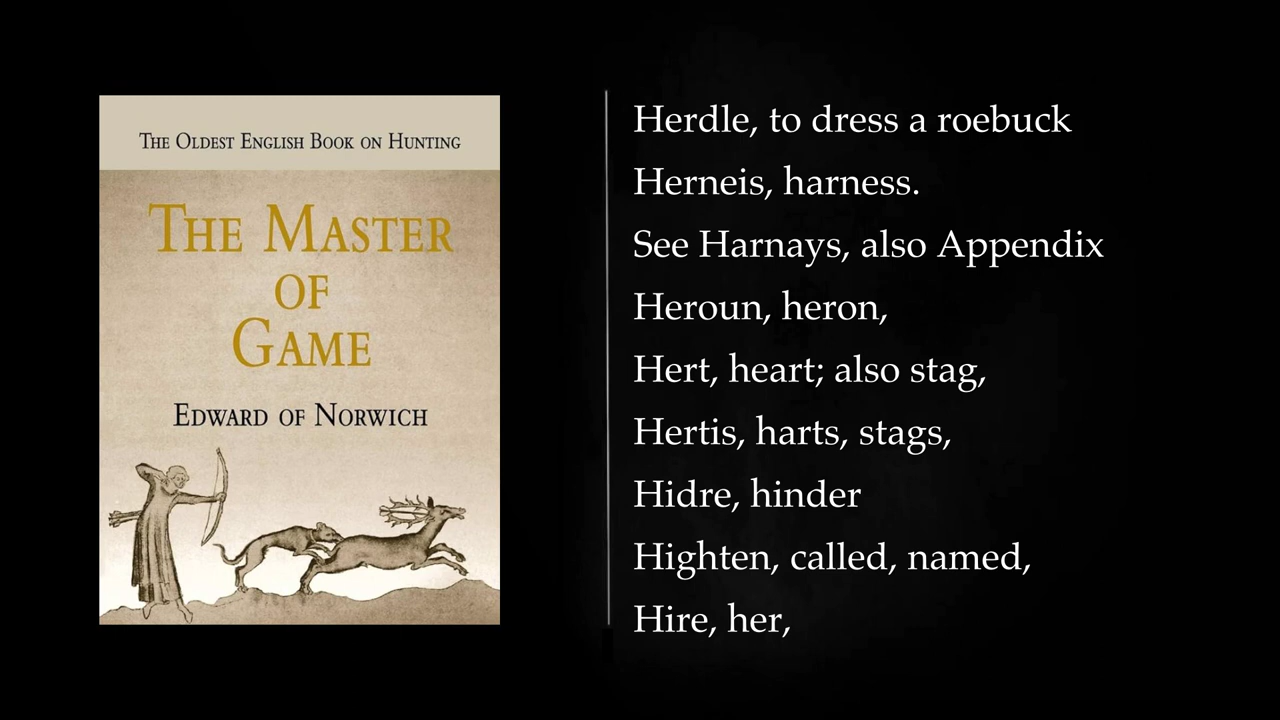 The Oldest English Book on Hunting
The Master
of
Game
Edward of Norwich
Herdle, to dress a roebuck
Herneis, harness.
See Harnays, also Appendix
Heroun, heron,
Hert, heart; also stag,
Hertis, harts, stags,
Hidre, hinder
Highten, called, named,
Hire, her,